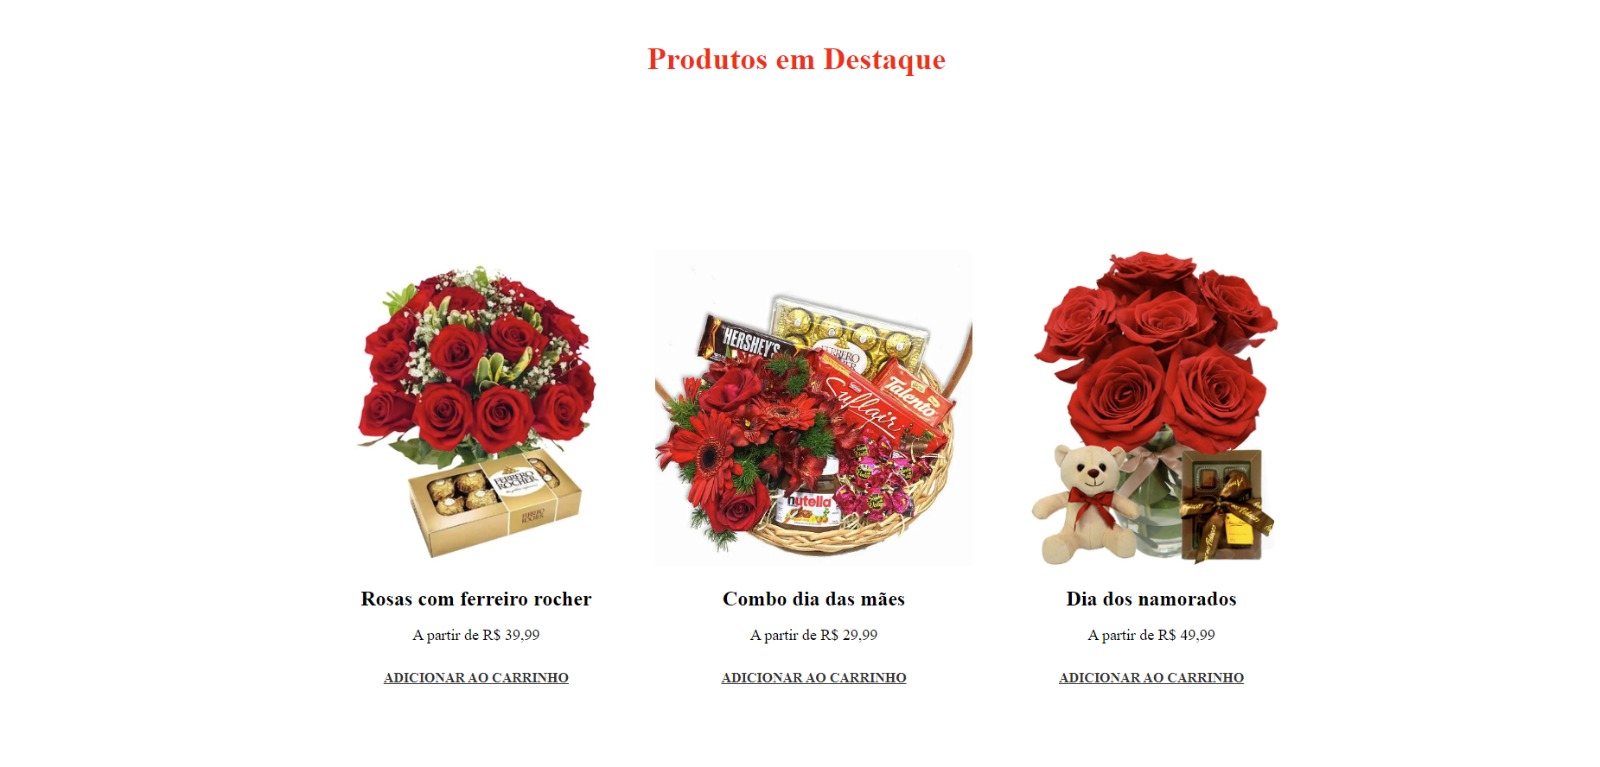 Produtos em Destaque
HERSHEY'S
FERRERO
ROCHER
Suflair
Talento
nutella
FERRERO
ROCHER
FERRERO
ROCHER
Rosas com ferreiro rocher
Combo dia das mães
Dia dos namorados
A partir de R$ 39,99
A partir de R$ 29,99
A partir de R$ 49,99
ADICIONAR AO CARRINHO
ADICIONAR AO CARRINHO
ADICIONAR AO CARRINHO